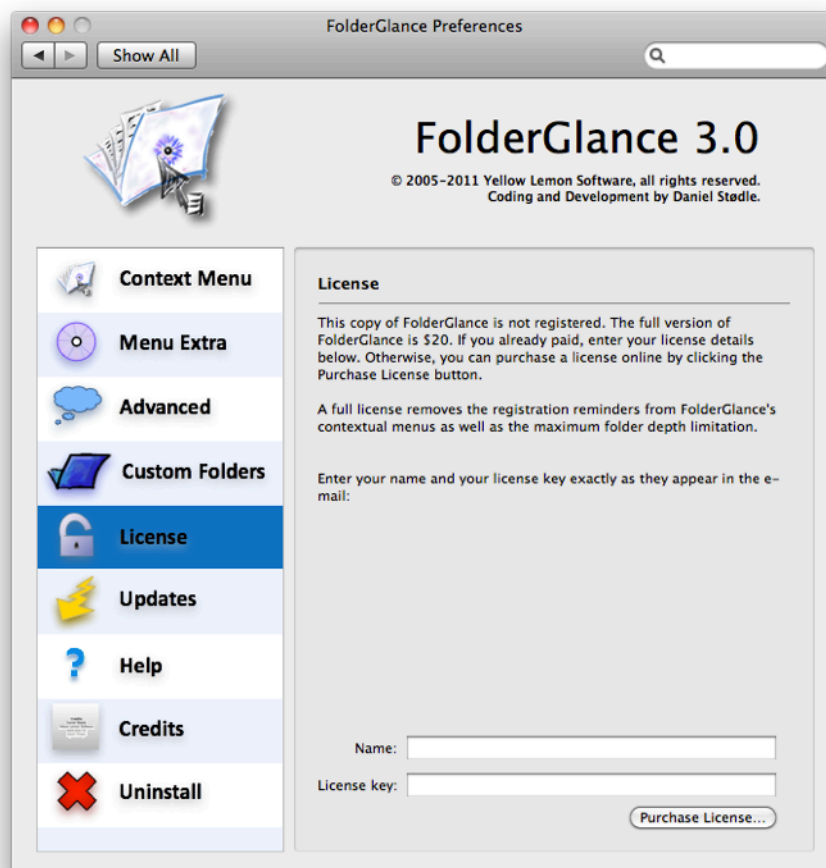 FolderGlance Preferences
Show All
FolderGlance 3.0
© 2005-2011 Yellow Lemon Software, all rights reserved.
Coding and Development by Daniel Stødle.
Context Menu
Menu Extra
Advanced
Custom Folders
License
Updates
Help
Credits
Uninstall
License
This copy of FolderGlance is not registered. The full version of
FolderGlance is $20. If you already paid, enter your license details
below. Otherwise, you can purchase a license online by clicking the
Purchase License button.
A full license removes the registration reminders from FolderGlance's
contextual menus as well as the maximum folder depth limitation.
Enter your name and your license key exactly as they appear in the e-
mail:
Name:
License key:
Purchase License...